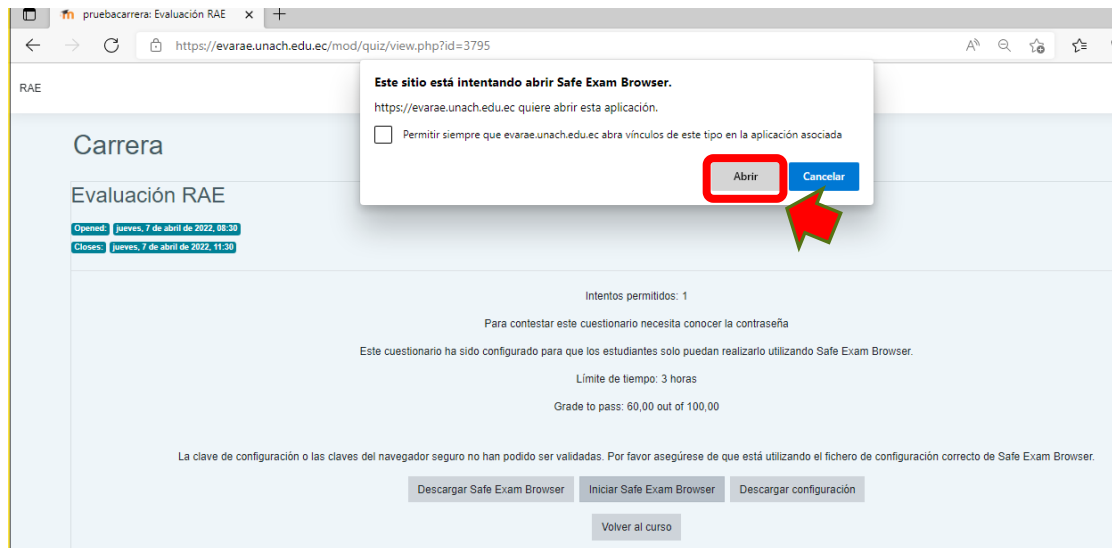 pruebacarrera: Evaluación RAE
https://evarae.unach.edu.ec/mod/quiz/view.php?id=3795
RAE
Este sitio está intentando abrir Safe Exam Browser.
https://evarae.unach.edu.ec quiere abrir esta aplicación.
Permitir siempre que evarae.unach.edu.ec abra vínculos de este tipo en la aplicación asociada
Abrir Cancelar
Carrera
Evaluación RAE
Opened: jueves, 7 de abril de 2022, 08:30
Closes: jueves, 7 de abril de 2022, 11:30
Intentos permitidos: 1
Para contestar este cuestionario necesita conocer la contraseña
Este cuestionario ha sido configurado para que los estudiantes solo puedan realizarlo utilizando Safe Exam Browser.
Límite de tiempo: 3 horas
Grade to pass: 60,00 out of 100,00
La clave de configuración o las claves del navegador seguro no han podido ser validadas. Por favor asegúrese de que está utilizando el fichero de configuración correcto de Safe Exam Browser.
Descargar Safe Exam Browser Iniciar Safe Exam Browser Descargar configuración
Volver al curso